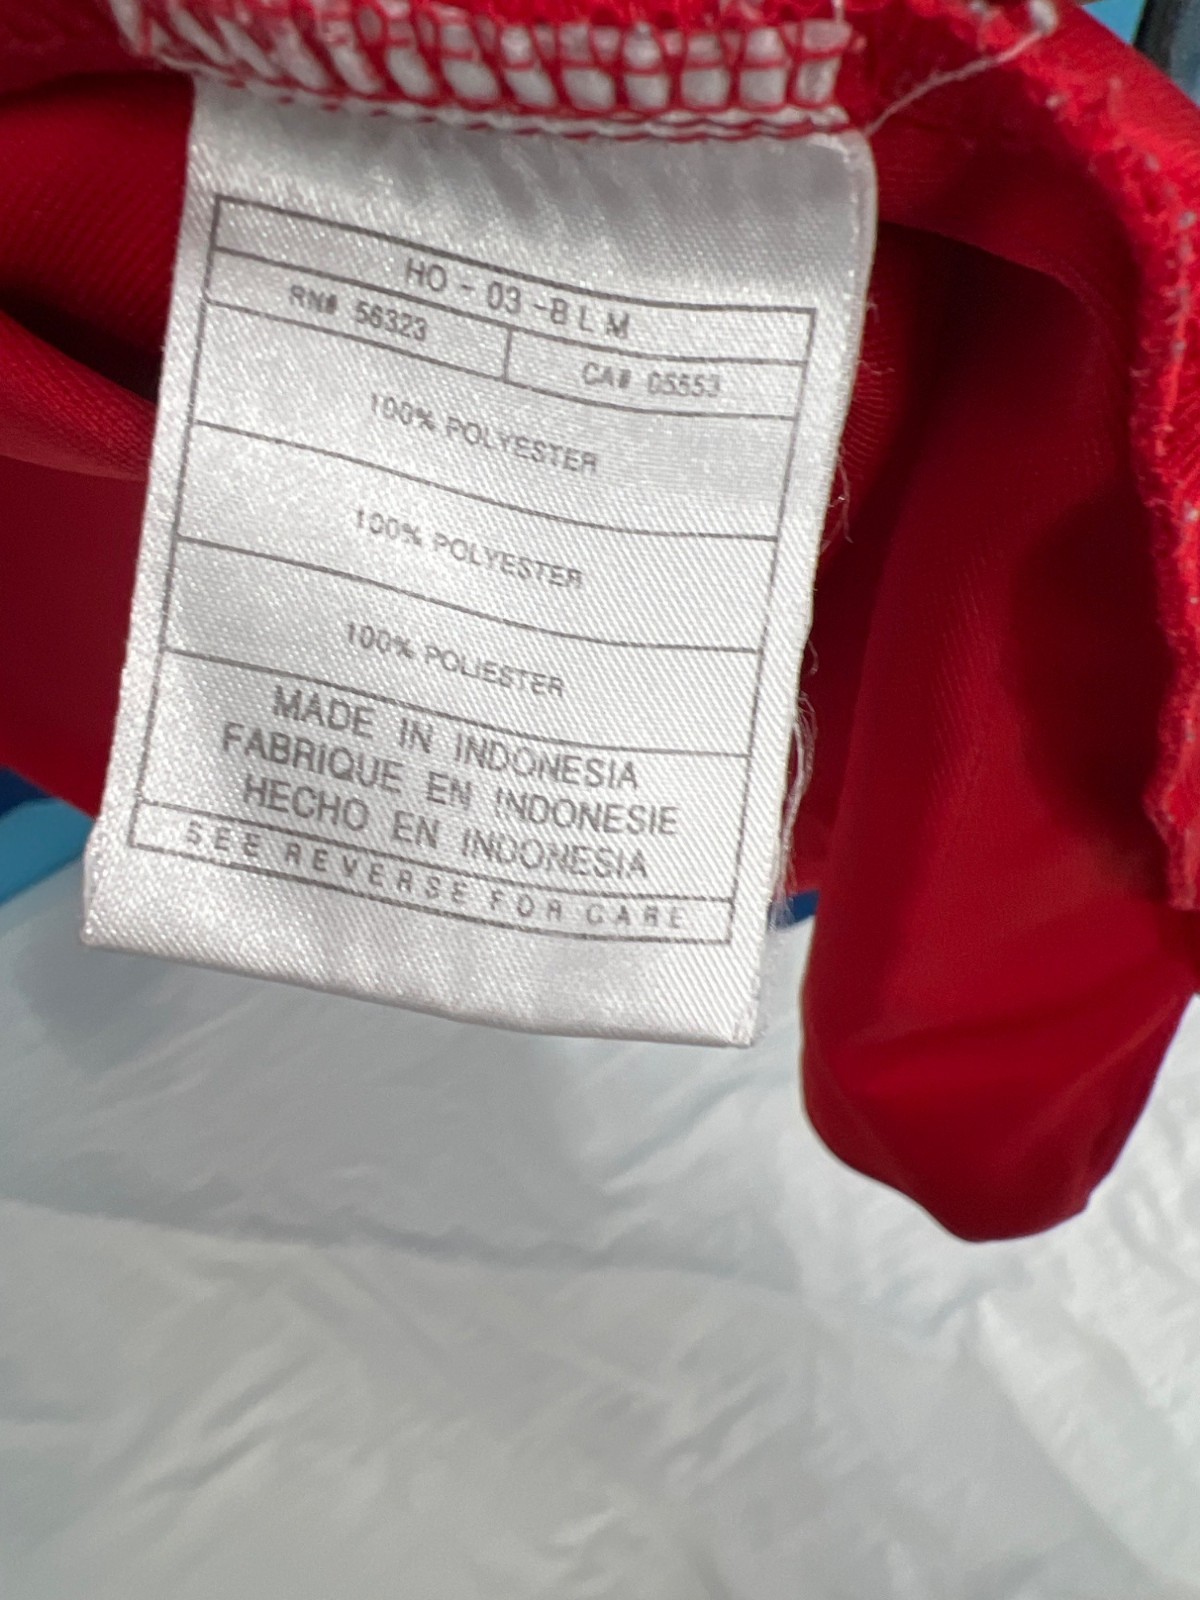 HO - 03 - B L M
RN# 56323
CA# 05553
100% POLYESTER
100% POLYESTER
100% POLIESTER
MADE IN INDONESIA
FABRIQUE EN INDONESIE
HECHO EN INDONESIA
SEE REVERSE FOR CARE